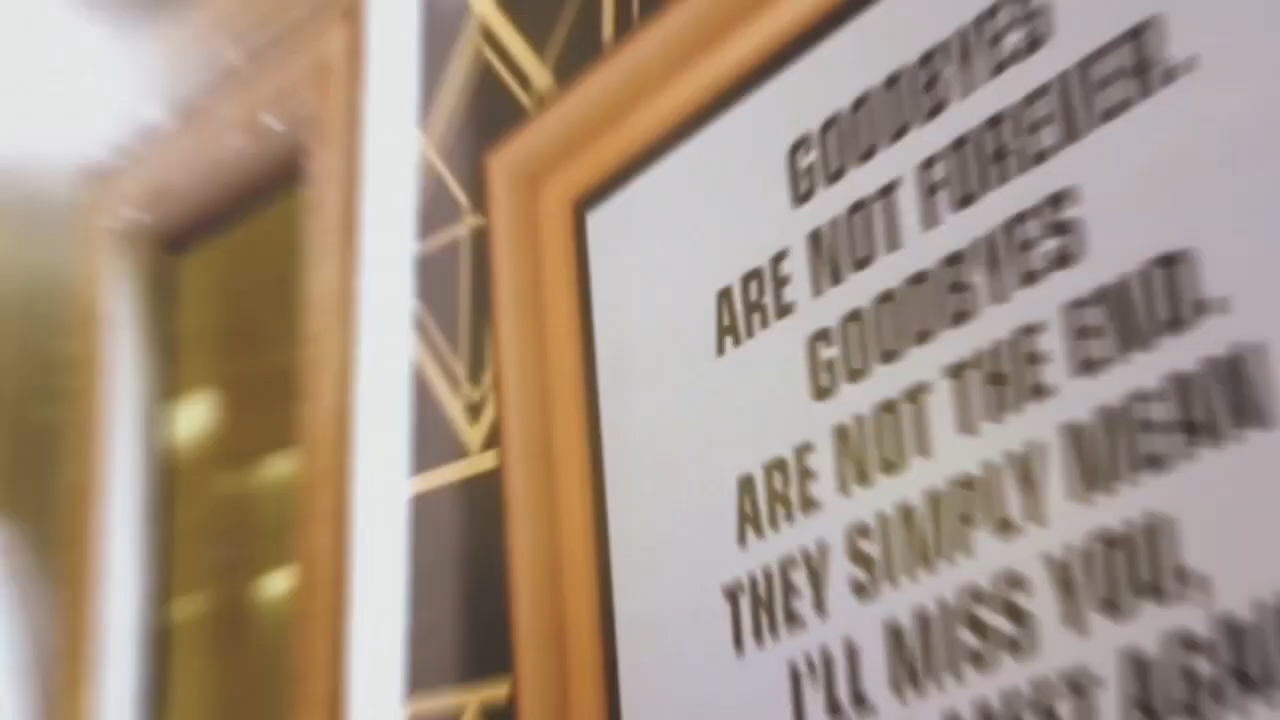 GOODBYES
ARE NOT FOREVER.
GOODBYES
ARE NOT THE END.
THEY SIMPLY MEAN
I'LL MISS YOU.